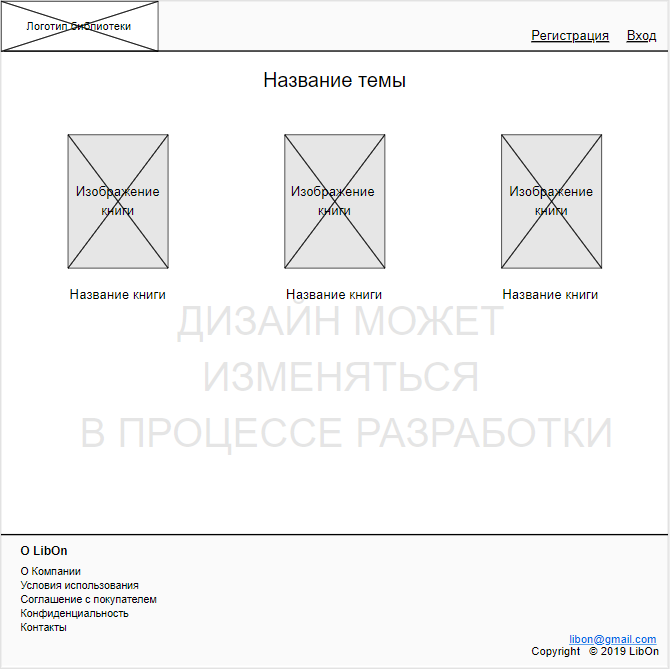 Логотип библиотеки
Регистрация Вход
Название темы
Изображение книги
Изображение книги
Изображение книги
Название книги
Название книги
Название книги
ДИЗАЙН МОЖЕТ
ИЗМЕНЯТЬСЯ
В ПРОЦЕССЕ РАЗРАБОТКИ
О LibOn
О Компании
Условия использования
Соглашение с покупателем
Конфиденциальность
Контакты
libon@gmail.com
Copyright © 2019 LibOn